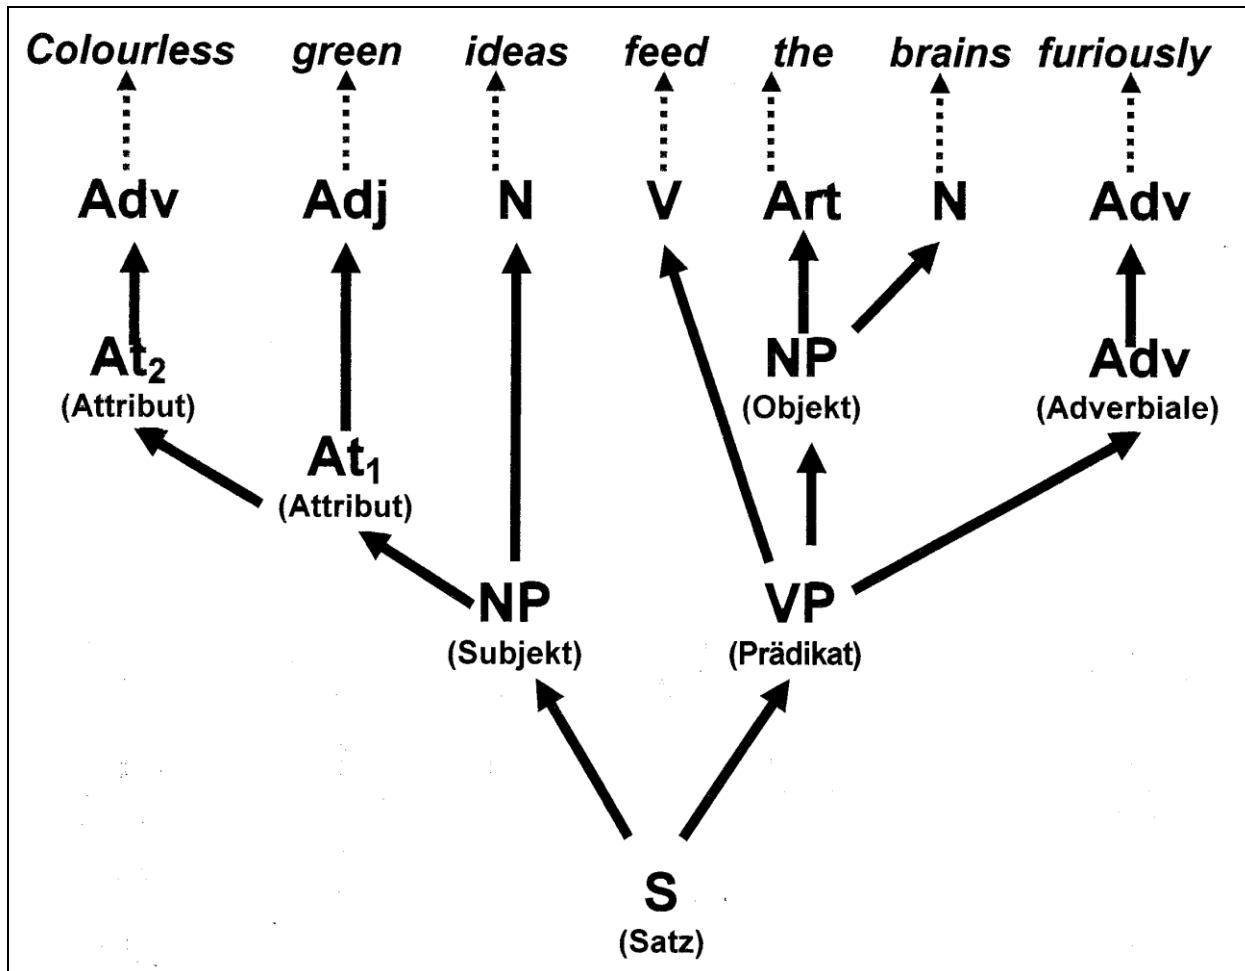 Colourless green ideas feed the brains furiously
Adv Adj N V Art N Adv
At₂ NP Adv
(Attribut) (Objekt) (Adverbiale)
At₁
(Attribut)
NP VP
(Subjekt) (Prädikat)
S
(Satz)